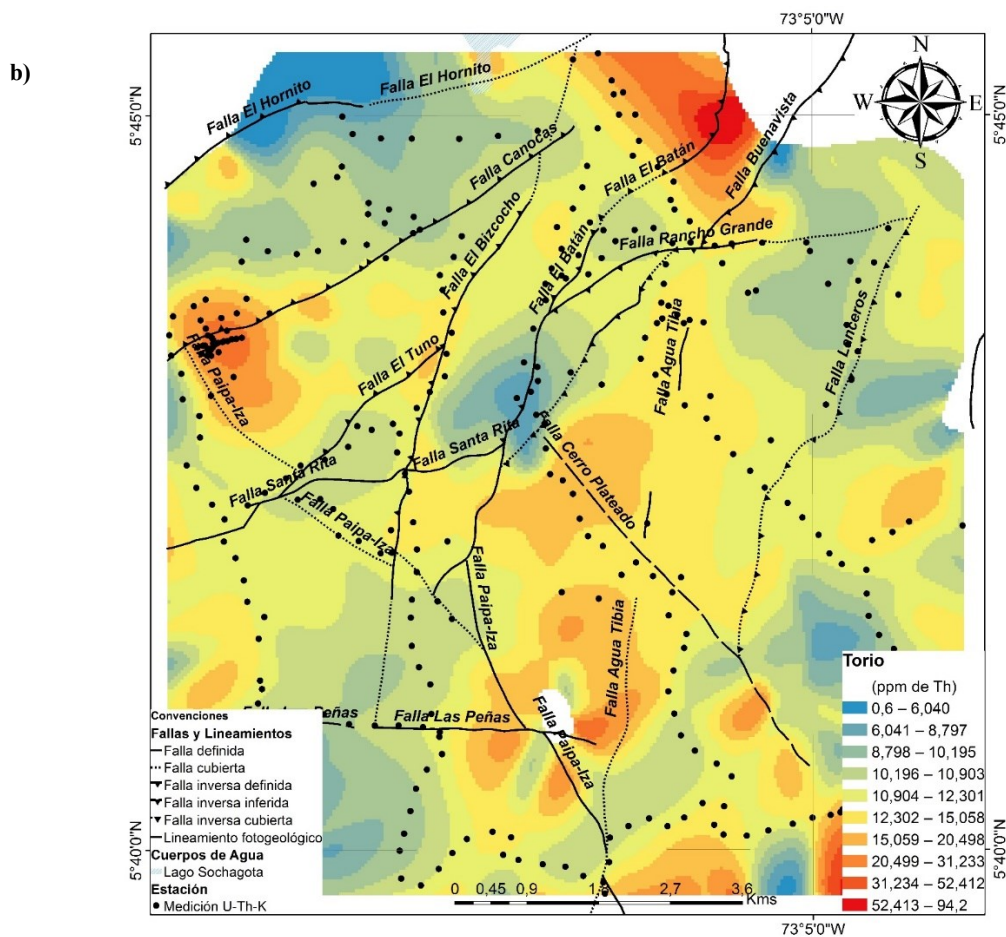 b)
73°5'0"W
N
W
E
S
5°45'0"N
5°45'0"N
Falla El Hornito
Falla El Hornito
Falla Canocas
Falla El Batán
Falla Buenavista
Falla El Bizcocho
Falla El Batán
Falla Rancho Grande
Falla Paipa-Iza
Falla El Tuno
Falla Agua Tibia
Falla Lanceros
Falla Santa Rita
Falla Santa Rita
Falla Cerro Plateado
Falla Paipa-Iza
Falla Paipa-Iza
Falla Agua Tibia
Falla Las Peñas
Peñas
Falla Paipa-Iza
5°40'0"N
5°40'0"N
Convenciones
Fallas y Lineamientos
Falla definida
Falla cubierta
Falla inversa definida
Falla inversa inferida
Falla inversa cubierta
Lineamiento fotogeológico
Cuerpos de Agua
Lago Sochagota
Estación
Medición U-Th-K
0 0,45 0,9 1,8 2,7 3,6
Kms
Torio
(ppm de Th)
0,6 – 6,040
6,041 – 8,797
8,798 – 10,195
10,196 – 10,903
10,904 – 12,301
12,302 – 15,058
15,059 – 20,498
20,499 – 31,233
31,234 – 52,412
52,413 – 94,2
73°5'0"W